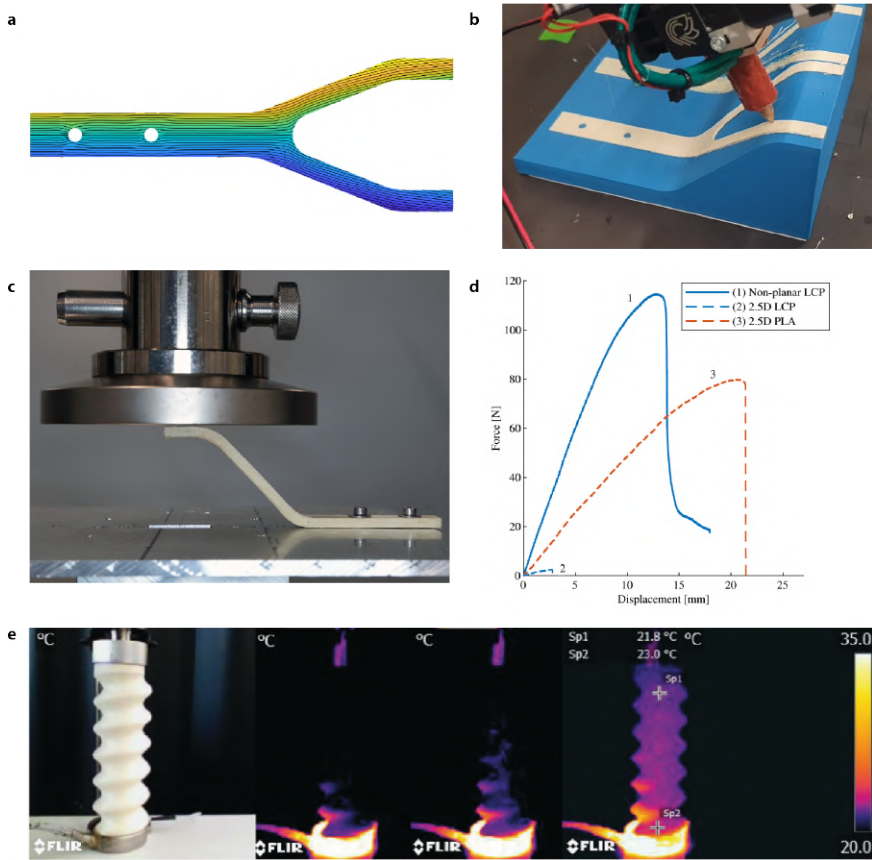 a
b
c
d
120
100
80
60
40
20
0
Force [N]
0
5
10
15
20
25
Displacement [mm]
(1) Non-planar LCP
(2) 2.5D LCP
(3) 2.5D PLA
1
3
2
e
°C
°C
°C
Sp1 21.8 °C
Sp2 23.0 °C
°C
35.0
Sp1
Sp2
FLIR
FLIR
FLIR
FLIR
20.0